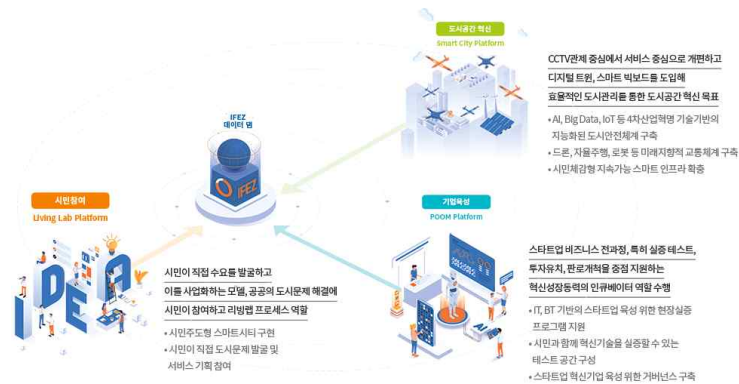 도시공간 혁신
Smart City Platform
CCTV관제 중심에서 서비스 중심으로 개편하고
디지털 트윈, 스마트 빅보드를 도입해
효율적인 도시관리를 통한 도시공간 혁신 목표
• AI, Big Data, IoT 등 4차산업혁명 기술기반의
지능화된 도시안전체계 구축
• 드론, 자율주행, 로봇 등 미래지향적 교통체계 구축
• 시민체감형 지속가능 스마트 인프라 확충
IFEZ
데이터 댐
IFEZ
시민참여
Living Lab Platform
IDEA
시민이 직접 수요를 발굴하고
이를 사업화하는 모델, 공공의 도시문제 해결에
시민이 참여하고 리빙랩 프로세스 역할
• 시민주도형 스마트시티 구현
• 시민이 직접 도시문제 발굴 및
서비스 기획 참여
기업육성
POOM Platform
AI
스타트업 비즈니스 전과정, 특히 실증 테스트,
투자유치, 판로개척을 중점 지원하는
혁신성장동력의 인큐베이터 역할 수행
• IT, BT 기반의 스타트업 육성 위한 현장실증
프로그램 지원
• 시민과 함께 혁신기술을 실증할 수 있는
테스트 공간 구성
• 스타트업 혁신기업 육성 위한 거버넌스 구축